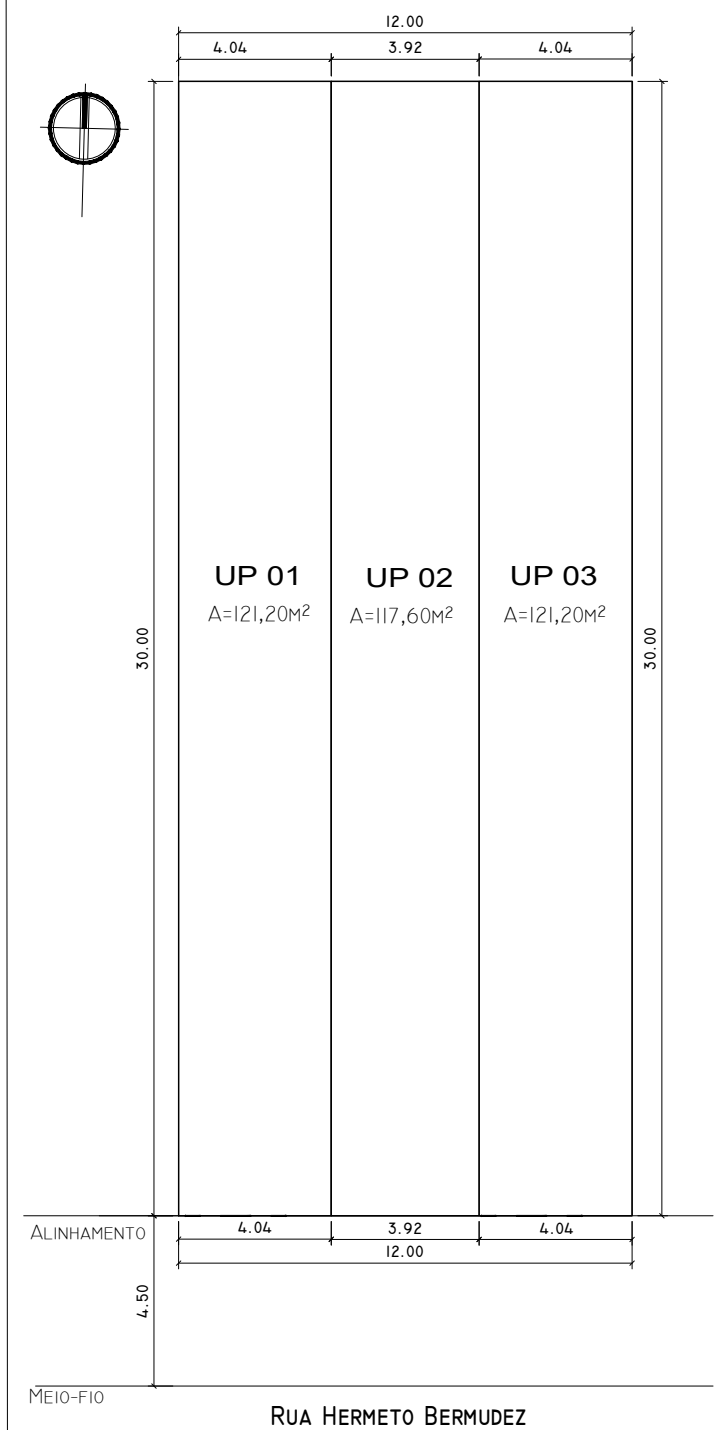 12.00
4.04 3.92 4.04
UP 01 UP 02 UP 03
A=121,20M² A=117,60M² A=121,20M²
30.00 30.00
ALINHAMENTO
4.04 3.92 4.04
12.00
4.50
MEIO-FIO
RUA HERMETO BERMUDEZ